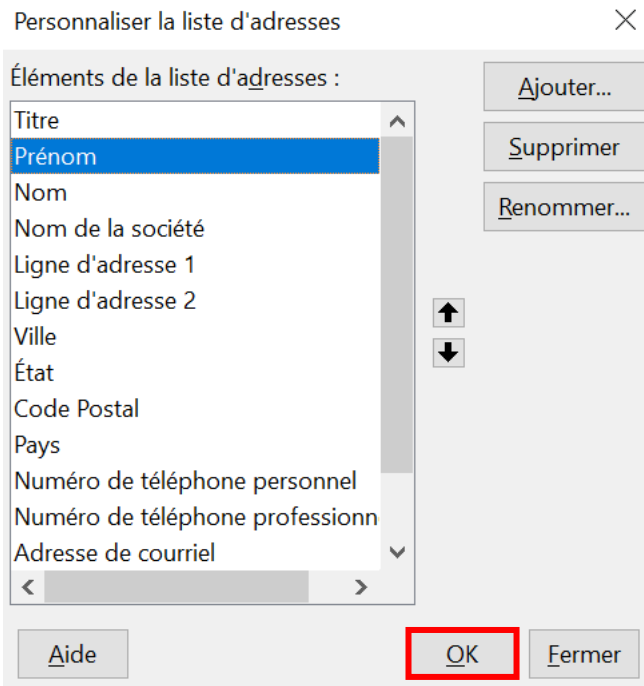 Personnaliser la liste d'adresses
Éléments de la liste d'adresses :
Titre
Prénom
Nom
Nom de la société
Ligne d'adresse 1
Ligne d'adresse 2
Ville
État
Code Postal
Pays
Numéro de téléphone personnel
Numéro de téléphone professionn
Adresse de courriel
Ajouter...
Supprimer
Renommer...
Aide
OK
Fermer